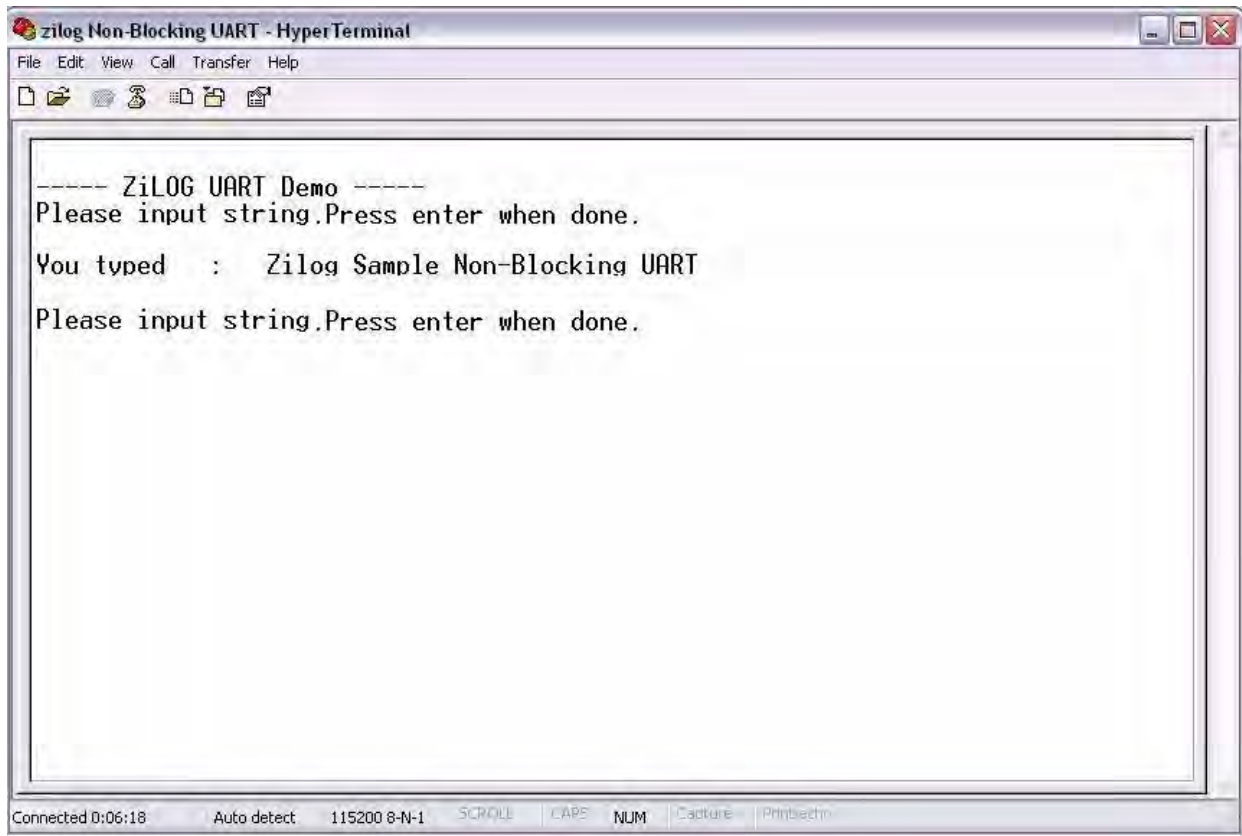 zilog Non-Blocking UART - HyperTerminal
File Edit View Call Transfer Help
----- ZiLOG UART Demo -----
Please input string.Press enter when done.
You typed : Zilog Sample Non-Blocking UART
Please input string.Press enter when done.
Connected 0:06:18 Auto detect 115200 8-N-1 SCROLL CAPS NUM Capture Print echo